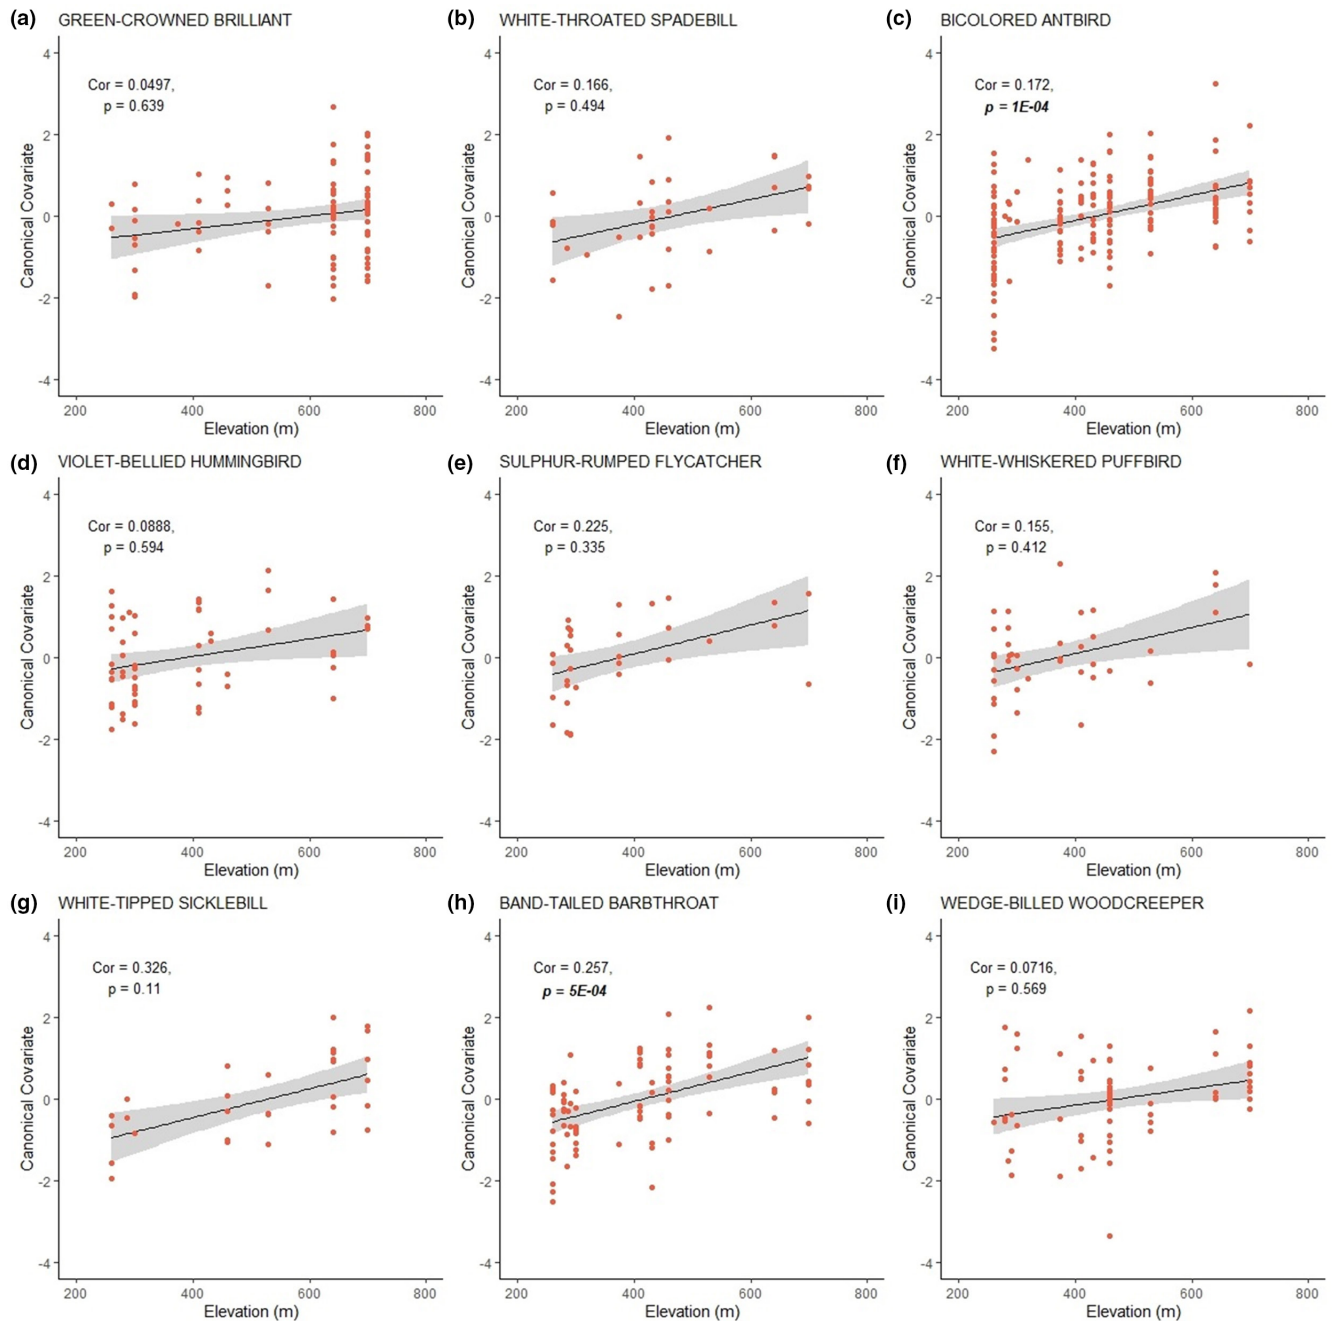 (a) GREEN-CROWNED BRILLIANT
4
Cor = 0.0497,
p = 0.639
2
0
-2
-4
Canonical Covariate
200 400 600 800
Elevation (m)
(b) WHITE-THROATED SPADEBILL
4
Cor = 0.166,
p = 0.494
2
0
-2
-4
Canonical Covariate
200 400 600 800
Elevation (m)
(c) BICOLORED ANTBIRD
4
Cor = 0.172,
p = 1E-04
2
0
-2
-4
Canonical Covariate
200 400 600 800
Elevation (m)
(d) VIOLET-BELLIED HUMMINGBIRD
4
Cor = 0.0888,
p = 0.594
2
0
-2
-4
Canonical Covariate
200 400 600 800
Elevation (m)
(e) SULPHUR-RUMPED FLYCATCHER
4
Cor = 0.225,
p = 0.335
2
0
-2
-4
Canonical Covariate
200 400 600 800
Elevation (m)
(f) WHITE-WHISKERED PUFFBIRD
4
Cor = 0.155,
p = 0.412
2
0
-2
-4
Canonical Covariate
200 400 600 800
Elevation (m)
(g) WHITE-TIPPED SICKLEBILL
4
Cor = 0.326,
p = 0.11
2
0
-2
-4
Canonical Covariate
200 400 600 800
Elevation (m)
(h) BAND-TAILED BARBTHROAT
4
Cor = 0.257,
p = 5E-04
2
0
-2
-4
Canonical Covariate
200 400 600 800
Elevation (m)
(i) WEDGE-BILLED WOODCREEPER
4
Cor = 0.0716,
p = 0.569
2
0
-2
-4
Canonical Covariate
200 400 600 800
Elevation (m)